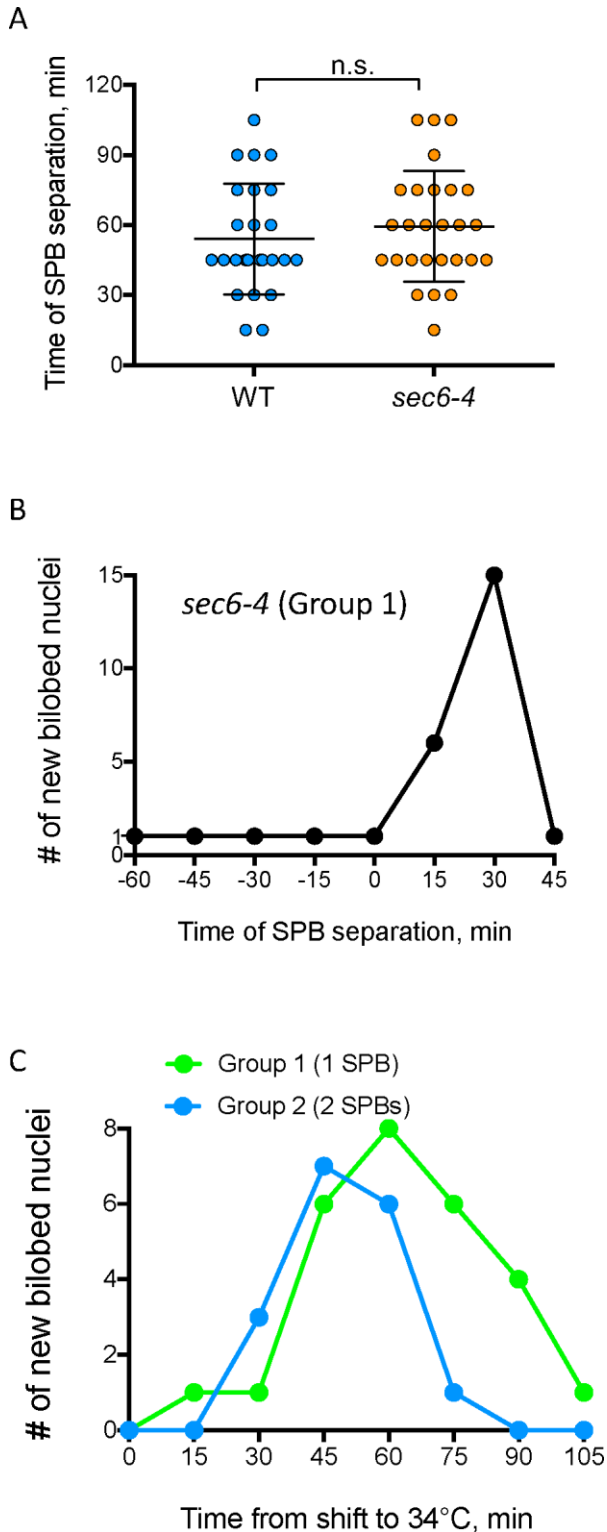 A
n.s.
120
90
60
30
0
Time of SPB separation, min
WT
sec6-4
B
15
10
5
1
0
# of new bilobed nuclei
sec6-4 (Group 1)
-60 -45 -30 -15 0 15 30 45
Time of SPB separation, min
C
Group 1 (1 SPB)
Group 2 (2 SPBs)
8
6
4
2
0
# of new bilobed nuclei
0 15 30 45 60 75 90 105
Time from shift to 34°C, min